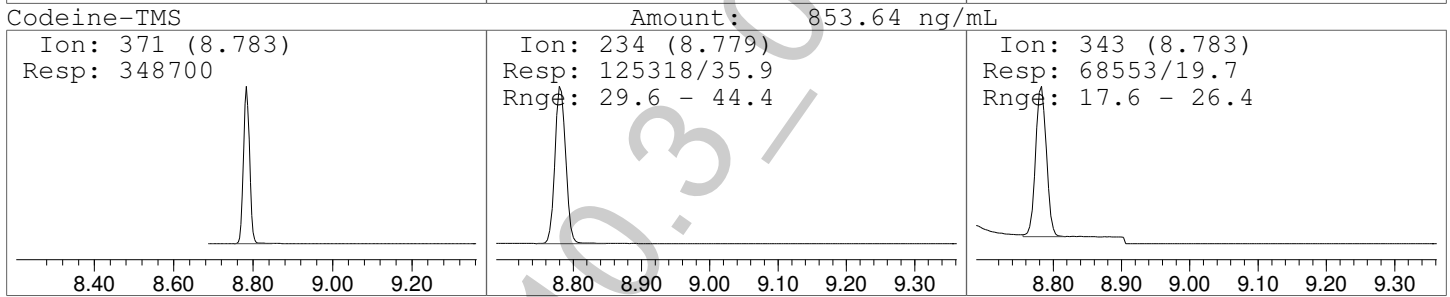 Codeine-TMS Amount: 853.64 ng/mL
Ion: 371 (8.783)
Resp: 348700
Ion: 234 (8.779)
Resp: 125318/35.9
Rnge: 29.6 - 44.4
Ion: 343 (8.783)
Resp: 68553/19.7
Rnge: 17.6 - 26.4
8.40 8.60 8.80 9.00 9.20
8.80 8.90 9.00 9.10 9.20 9.30
8.80 8.90 9.00 9.10 9.20 9.30